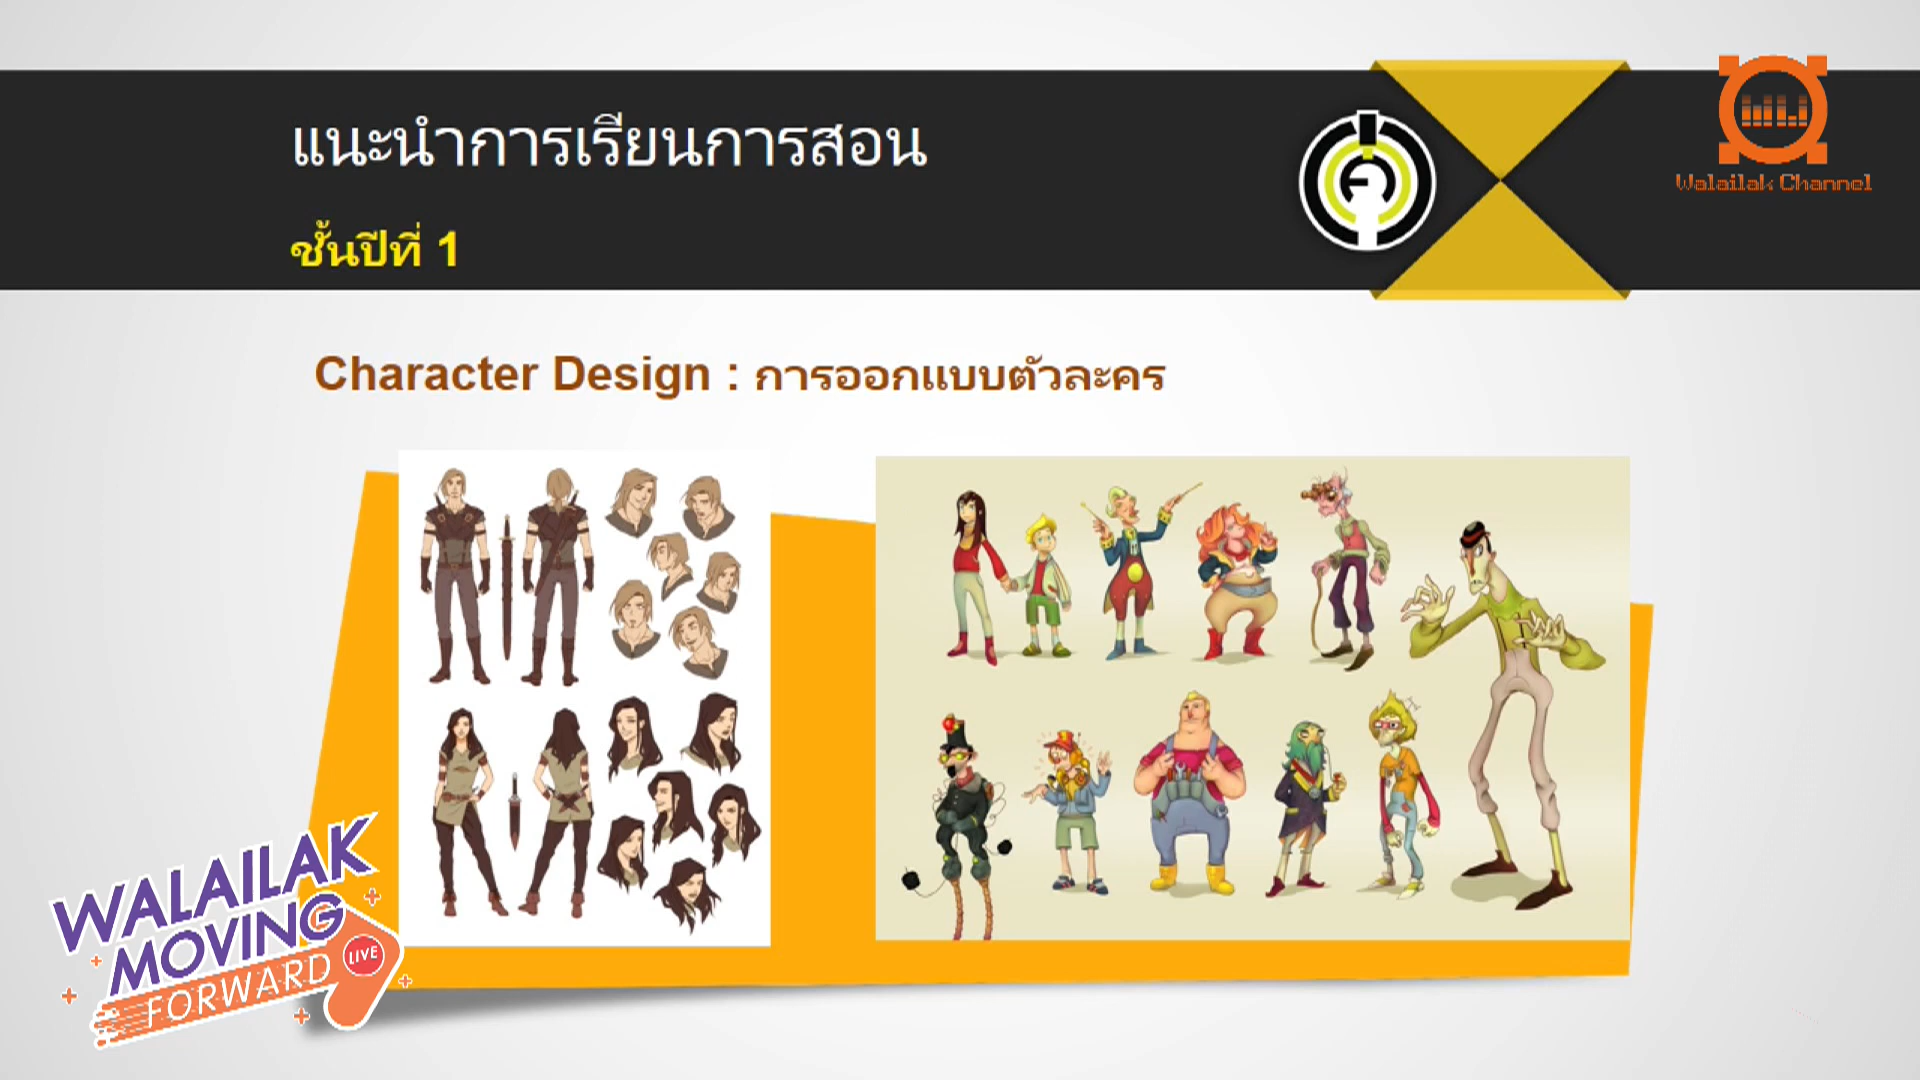 แนะนำการเรียนการสอน
ชั้นปีที่ 1
Walailak Channel
Character Design : การออกแบบตัวละคร
WALAILAK
MOVING
FORWARD
LIVE